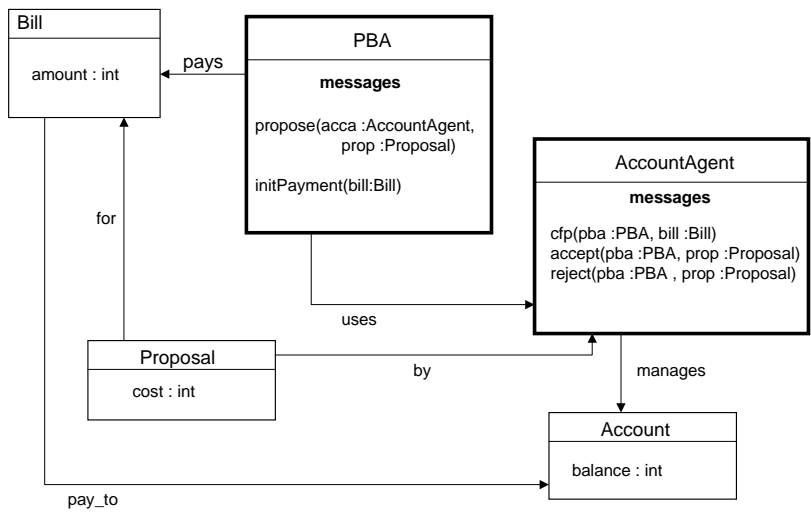 Bill
amount : int
pays
PBA
messages
propose(acca :AccountAgent,
prop :Proposal)
initPayment(bill:Bill)
AccountAgent
messages
cfp(pba :PBA, bill :Bill)
accept(pba :PBA, prop :Proposal)
reject(pba :PBA , prop :Proposal)
for
uses
Proposal
cost : int
by
manages
Account
balance : int
pay_to